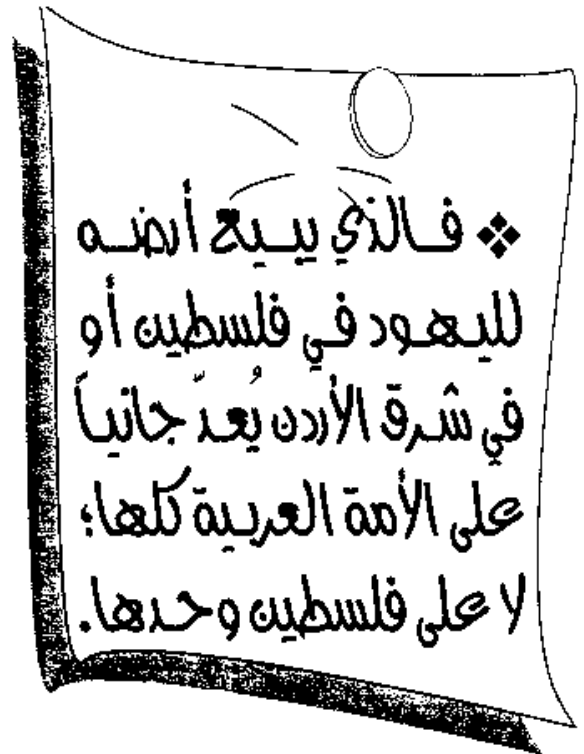 ❖ فالذي يبيع أرضه
لليهود في فلسطين أو
في شرق الأردن يُعدّ جانياً
على الأمة العربية كلها؛
لا على فلسطين وحدها.